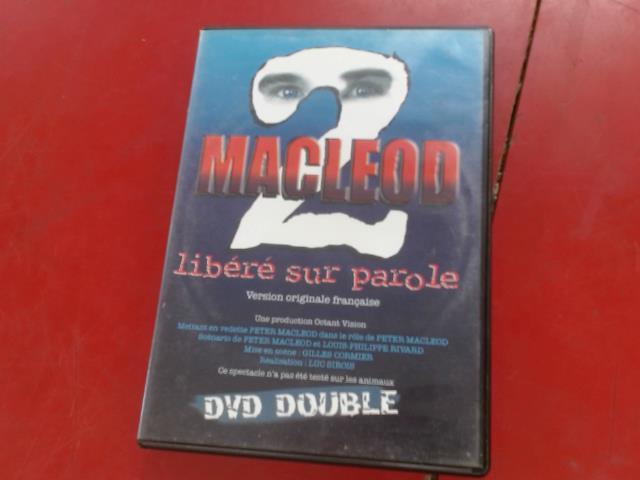 2
MACLEOD
libéré sur parole
Version originale française
Une production Octant Vision
Mettant en vedette PETER MACLEOD dans le rôle de PETER MACLEOD
Scénario de PETER MACLEOD et LOUIS-PHILIPPE RIVARD
Mise en scène : GILLES CORMIER
Réalisation : LUC SIROIS
Ce spectacle n'a pas été testé sur les animaux
DVD DOUBLE